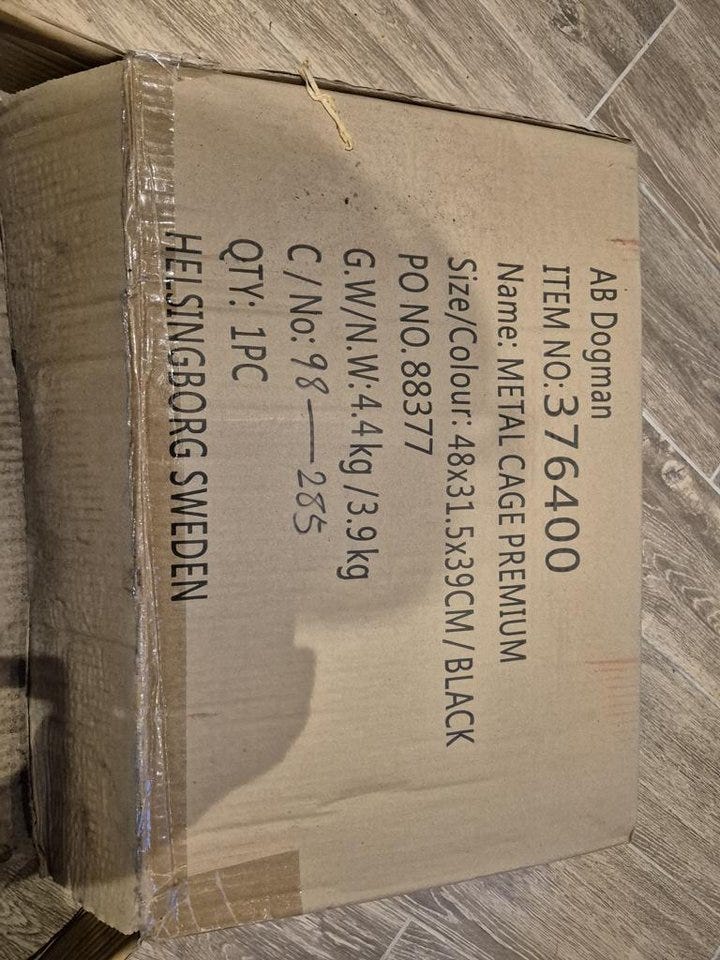 AB Dogman
ITEM NO:376400
Name: METAL CAGE PREMIUM
Size/Colour: 48x31.5x39CM / BLACK
PO NO. 88377
G.W/N.W:4.4kg /3.9kg
C/No:98—285
QTY: 1PC
HELSINGBORG SWEDEN